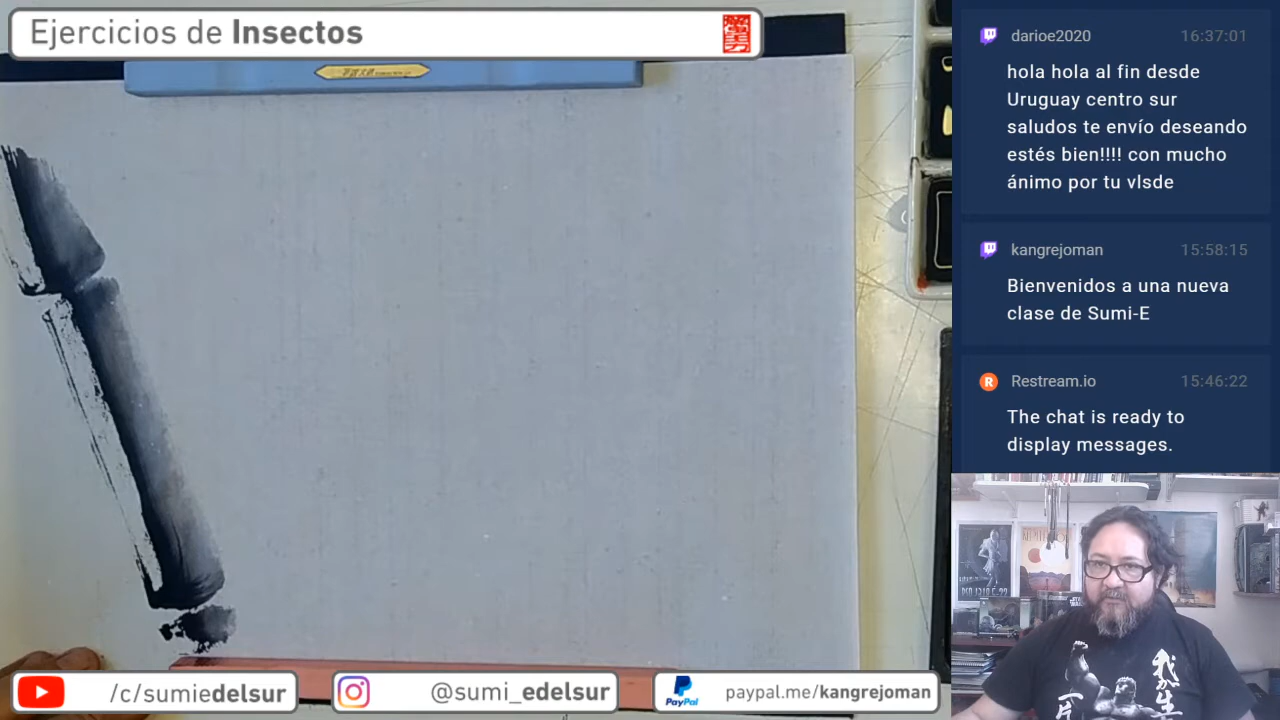 Ejercicios de Insectos
darioe2020 16:37:01
hola hola al fin desde
Uruguay centro sur
saludos te envío deseando
estés bien!!!! con mucho
ánimo por tu vlsde
kangrejoman 15:58:15
Bienvenidos a una nueva
clase de Sumi-E
Restream.io 15:46:22
The chat is ready to
display messages.
/c/sumiedelsur
@sumi_edelsur
PayPal
paypal.me/kangrejoman